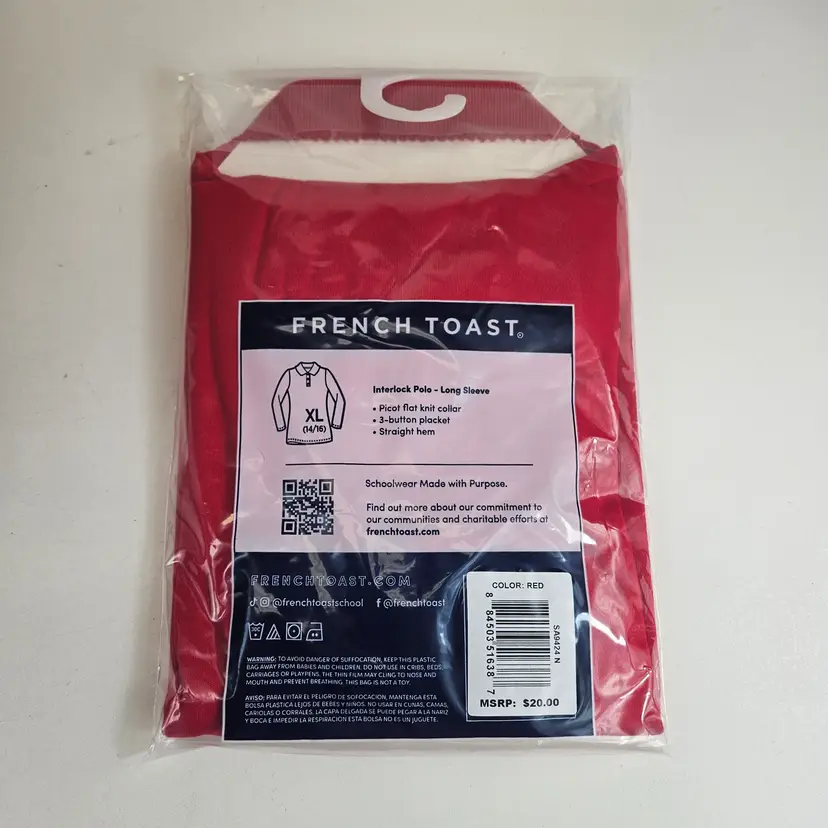 FRENCH TOAST®
Interlock Polo - Long Sleeve
• Picot flat knit collar
• 3-button placket
• Straight hem
XL
(14/16)
Schoolwear Made with Purpose.
Find out more about our commitment to
our communities and charitable efforts at
frenchtoast.com
FRENCHTOAST.COM
@frenchtoastschool f @frenchtoast
30C
WARNING: TO AVOID DANGER OF SUFFOCATION, KEEP THIS PLASTIC
BAG AWAY FROM BABIES AND CHILDREN. DO NOT USE IN CRIBS, BEDS,
CARRIAGES OR PLAYPENS. THE THIN FILM MAY CLING TO NOSE AND
MOUTH AND PREVENT BREATHING. THIS BAG IS NOT A TOY.
AVISO: PARA EVITAR EL PELIGRO DE SOFOCACION, MANTENGA ESTA
BOLSA PLASTICA LEJOS DE BEBES Y NINOS. NO USAR EN CUNAS, CAMAS,
CARIOLAS O CORRALES. LA CAPA DELGADA SE PUEDE PEGAR A LA NARIZ
Y BOCA E IMPEDIR LA RESPIRACION ESTA BOLSA NO ES UN JUGUETE.
COLOR: RED
8 84503 51638 7
SA9424 N
MSRP: $20.00